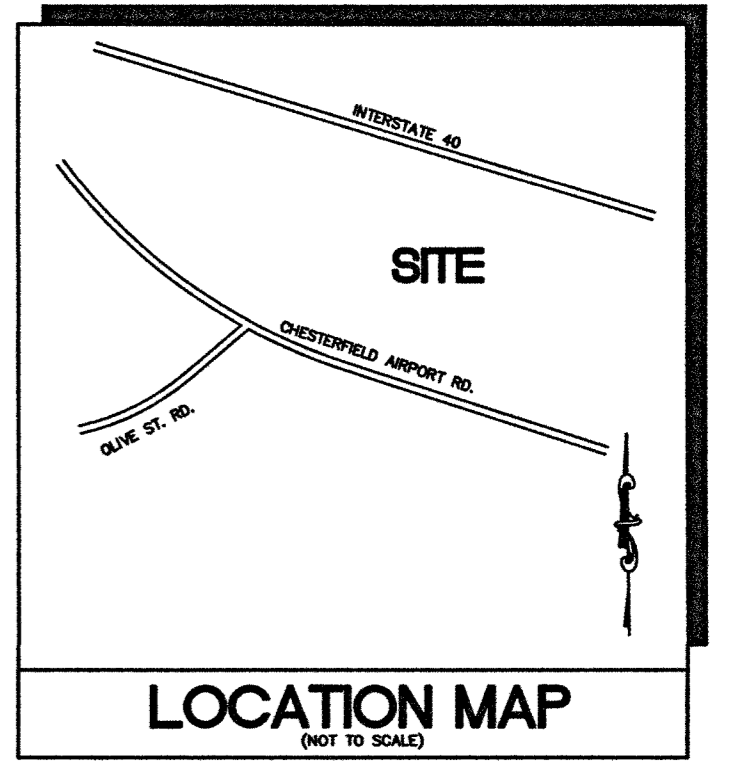 INTERSTATE 40
SITE
CHESTERFIELD AIRPORT RD.
OLIVE ST. RD.
LOCATION MAP
(NOT TO SCALE)